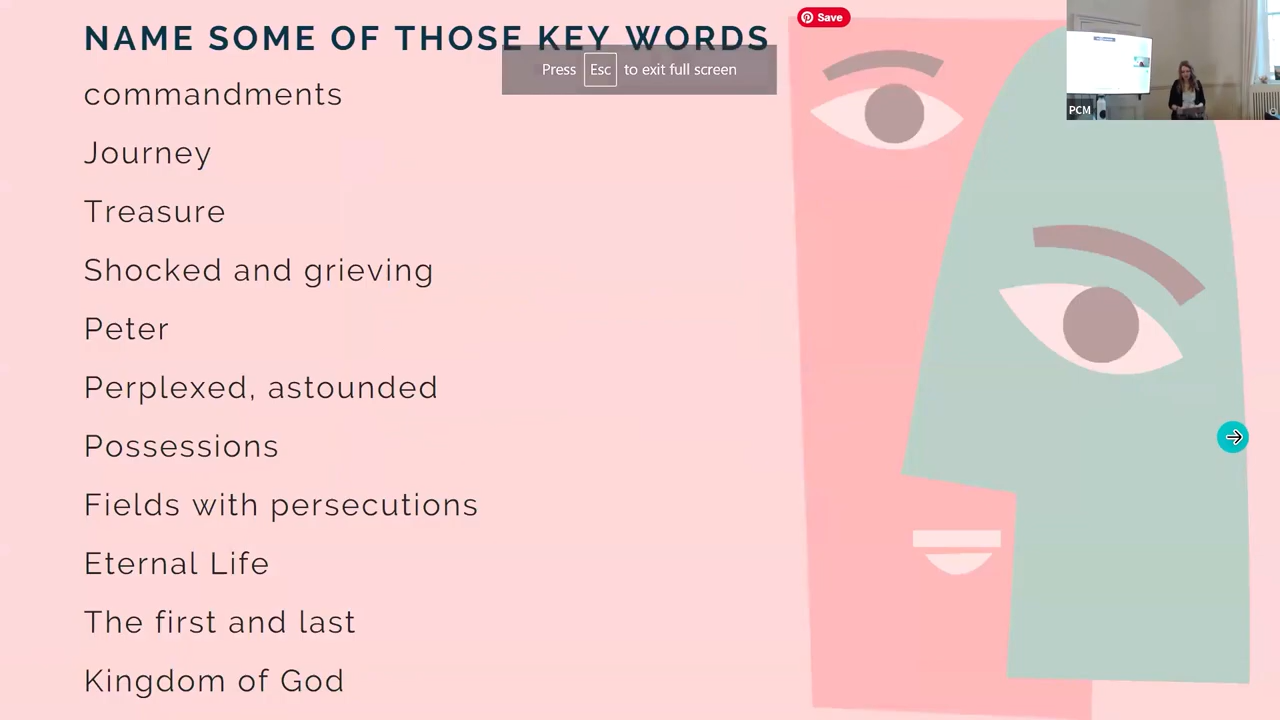 NAME SOME OF THOSE KEY WORDS
Save
Press Esc to exit full screen
PCM
commandments
Journey
Treasure
Shocked and grieving
Peter
Perplexed, astounded
Possessions
Fields with persecutions
Eternal Life
The first and last
Kingdom of God